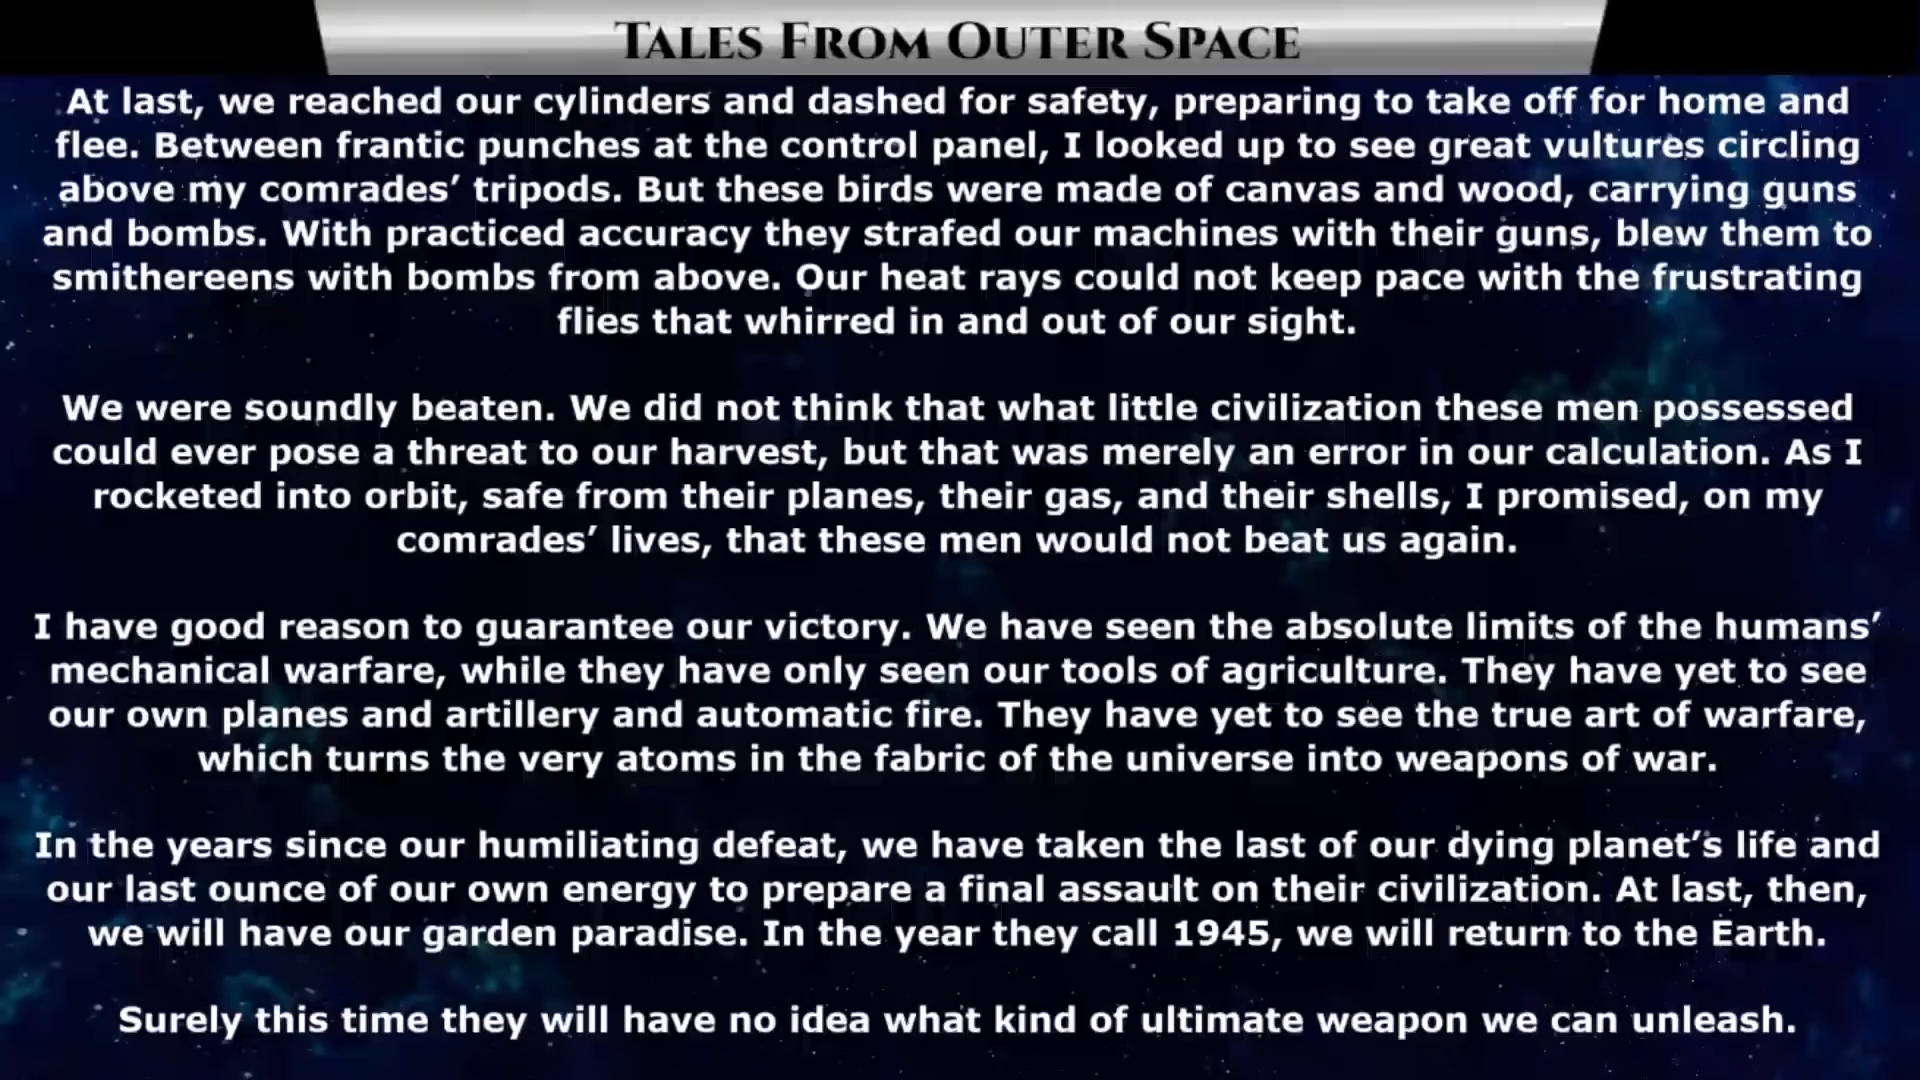 Tales From Outer Space
At last, we reached our cylinders and dashed for safety, preparing to take off for home and
flee. Between frantic punches at the control panel, I looked up to see great vultures circling
above my comrades’ tripods. But these birds were made of canvas and wood, carrying guns
and bombs. With practiced accuracy they strafed our machines with their guns, blew them to
smithereens with bombs from above. Our heat rays could not keep pace with the frustrating
flies that whirred in and out of our sight.
We were soundly beaten. We did not think that what little civilization these men possessed
could ever pose a threat to our harvest, but that was merely an error in our calculation. As I
rocketed into orbit, safe from their planes, their gas, and their shells, I promised, on my
comrades’ lives, that these men would not beat us again.
I have good reason to guarantee our victory. We have seen the absolute limits of the humans’
mechanical warfare, while they have only seen our tools of agriculture. They have yet to see
our own planes and artillery and automatic fire. They have yet to see the true art of warfare,
which turns the very atoms in the fabric of the universe into weapons of war.
In the years since our humiliating defeat, we have taken the last of our dying planet’s life and
our last ounce of our own energy to prepare a final assault on their civilization. At last, then,
we will have our garden paradise. In the year they call 1945, we will return to the Earth.
Surely this time they will have no idea what kind of ultimate weapon we can unleash.